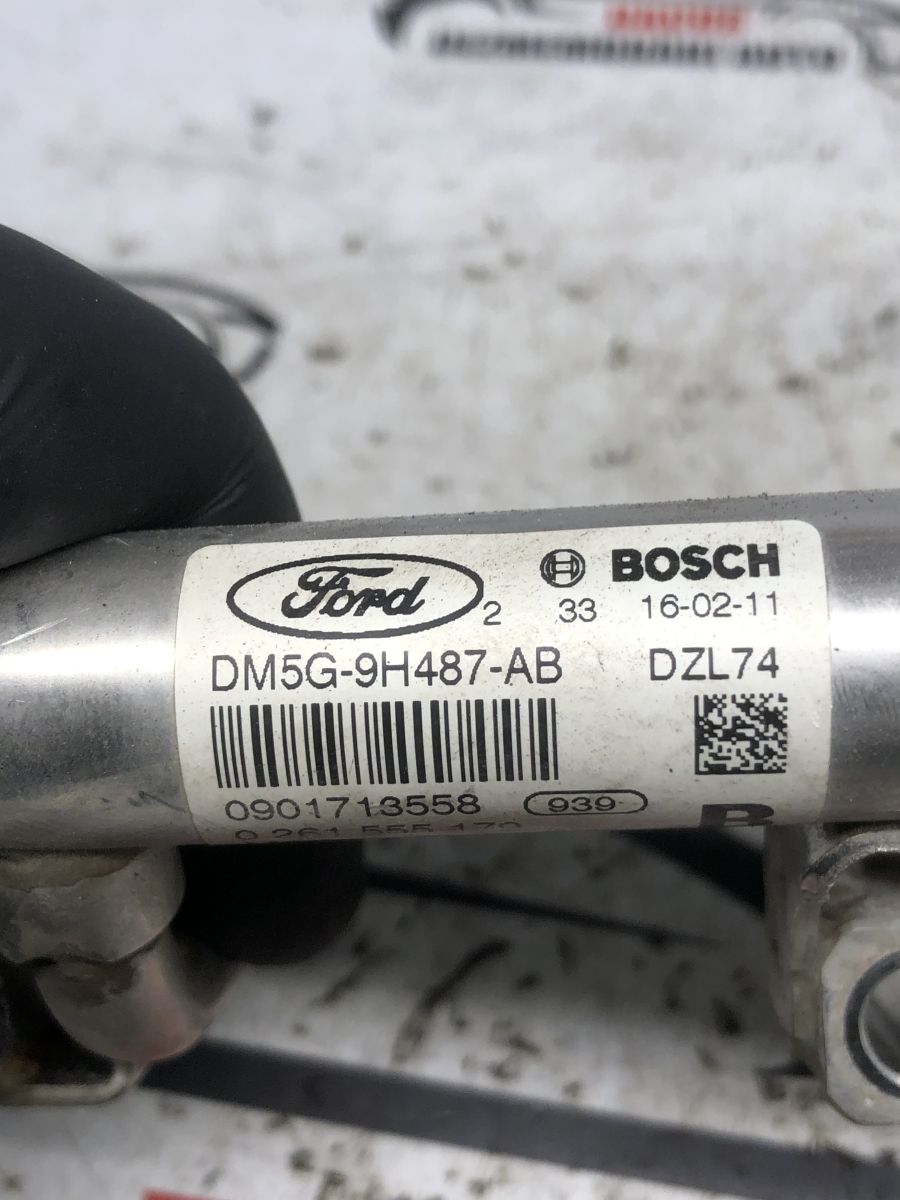 Ford 2 BOSCH
33 16-02-11
DM5G-9H487-AB DZL74
0901713558 939
B